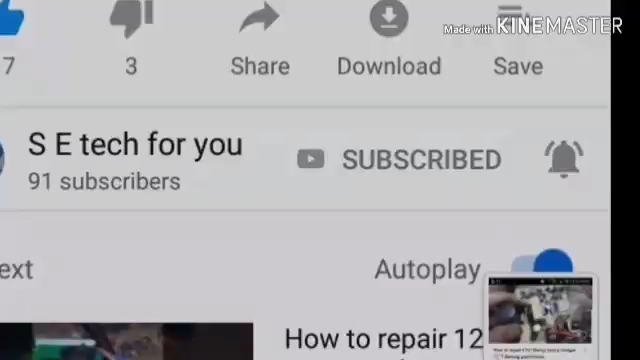 Made with KINEMASTER
7
3
Share
Download
Save
S E tech for you
SUBSCRIBED
91 subscribers
ext
Autoplay
How to repair 12